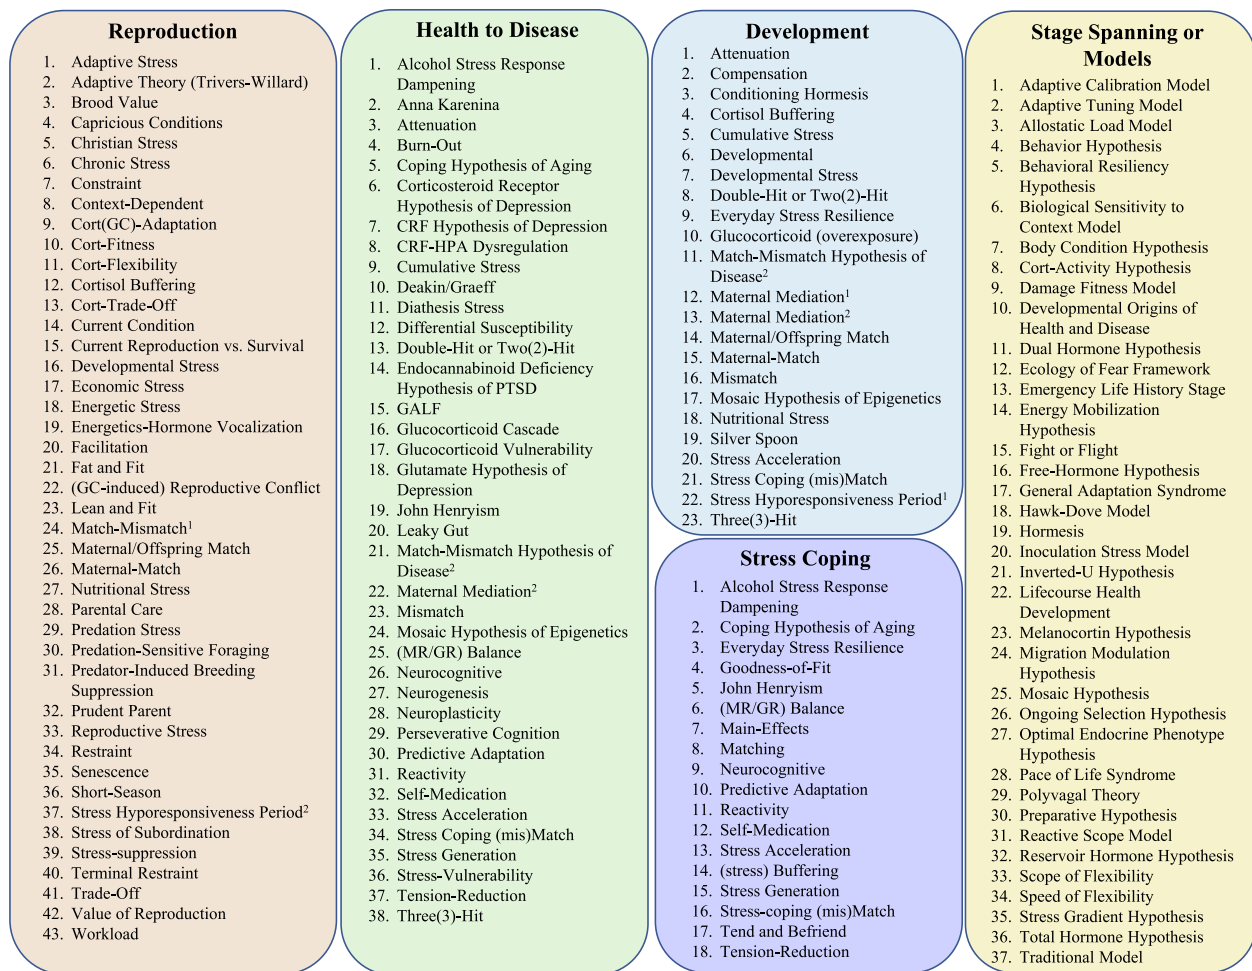 Reproduction
1. Adaptive Stress
2. Adaptive Theory (Trivers-Willard)
3. Brood Value
4. Capricious Conditions
5. Christian Stress
6. Chronic Stress
7. Constraint
8. Context-Dependent
9. Cort(GC)-Adaptation
10. Cort-Fitness
11. Cort-Flexibility
12. Cortisol Buffering
13. Cort-Trade-Off
14. Current Condition
15. Current Reproduction vs. Survival
16. Developmental Stress
17. Economic Stress
18. Energetic Stress
19. Energetics-Hormone Vocalization
20. Facilitation
21. Fat and Fit
22. (GC-induced) Reproductive Conflict
23. Lean and Fit
24. Match-Mismatch¹
25. Maternal/Offspring Match
26. Maternal-Match
27. Nutritional Stress
28. Parental Care
29. Predation Stress
30. Predation-Sensitive Foraging
31. Predator-Induced Breeding
Suppression
32. Prudent Parent
33. Reproductive Stress
34. Restraint
35. Senescence
36. Short-Season
37. Stress Hyporesponsiveness Period²
38. Stress of Subordination
39. Stress-suppression
40. Terminal Restraint
41. Trade-Off
42. Value of Reproduction
43. Workload
Health to Disease
1. Alcohol Stress Response
Dampening
2. Anna Karenina
3. Attenuation
4. Burn-Out
5. Coping Hypothesis of Aging
6. Corticosteroid Receptor
Hypothesis of Depression
7. CRF Hypothesis of Depression
8. CRF-HPA Dysregulation
9. Cumulative Stress
10. Deakin/Graeff
11. Diathesis Stress
12. Differential Susceptibility
13. Double-Hit or Two(2)-Hit
14. Endocannabinoid Deficiency
Hypothesis of PTSD
15. GALF
16. Glucocorticoid Cascade
17. Glucocorticoid Vulnerability
18. Glutamate Hypothesis of
Depression
19. John Henryism
20. Leaky Gut
21. Match-Mismatch Hypothesis of
Disease²
22. Maternal Mediation²
23. Mismatch
24. Mosaic Hypothesis of Epigenetics
25. (MR/GR) Balance
26. Neurocognitive
27. Neurogenesis
28. Neuroplasticity
29. Perseverative Cognition
30. Predictive Adaptation
31. Reactivity
32. Self-Medication
33. Stress Acceleration
34. Stress Coping (mis)Match
35. Stress Generation
36. Stress-Vulnerability
37. Tension-Reduction
38. Three(3)-Hit
Development
1. Attenuation
2. Compensation
3. Conditioning Hormesis
4. Cortisol Buffering
5. Cumulative Stress
6. Developmental
7. Developmental Stress
8. Double-Hit or Two(2)-Hit
9. Everyday Stress Resilience
10. Glucocorticoid (overexposure)
11. Match-Mismatch Hypothesis of
Disease²
12. Maternal Mediation¹
13. Maternal Mediation²
14. Maternal/Offspring Match
15. Maternal-Match
16. Mismatch
17. Mosaic Hypothesis of Epigenetics
18. Nutritional Stress
19. Silver Spoon
20. Stress Acceleration
21. Stress Coping (mis)Match
22. Stress Hyporesponsiveness Period¹
23. Three(3)-Hit
Stress Coping
1. Alcohol Stress Response
Dampening
2. Coping Hypothesis of Aging
3. Everyday Stress Resilience
4. Goodness-of-Fit
5. John Henryism
6. (MR/GR) Balance
7. Main-Effects
8. Matching
9. Neurocognitive
10. Predictive Adaptation
11. Reactivity
12. Self-Medication
13. Stress Acceleration
14. (stress) Buffering
15. Stress Generation
16. Stress-coping (mis)Match
17. Tend and Befriend
18. Tension-Reduction
Stage Spanning or
Models
1. Adaptive Calibration Model
2. Adaptive Tuning Model
3. Allostatic Load Model
4. Behavior Hypothesis
5. Behavioral Resiliency
Hypothesis
6. Biological Sensitivity to
Context Model
7. Body Condition Hypothesis
8. Cort-Activity Hypothesis
9. Damage Fitness Model
10. Developmental Origins of
Health and Disease
11. Dual Hormone Hypothesis
12. Ecology of Fear Framework
13. Emergency Life History Stage
14. Energy Mobilization
Hypothesis
15. Fight or Flight
16. Free-Hormone Hypothesis
17. General Adaptation Syndrome
18. Hawk-Dove Model
19. Hormesis
20. Inoculation Stress Model
21. Inverted-U Hypothesis
22. Lifecourse Health
Development
23. Melanocortin Hypothesis
24. Migration Modulation
Hypothesis
25. Mosaic Hypothesis
26. Ongoing Selection Hypothesis
27. Optimal Endocrine Phenotype
Hypothesis
28. Pace of Life Syndrome
29. Polyvagal Theory
30. Preparative Hypothesis
31. Reactive Scope Model
32. Reservoir Hormone Hypothesis
33. Scope of Flexibility
34. Speed of Flexibility
35. Stress Gradient Hypothesis
36. Total Hormone Hypothesis
37. Traditional Model